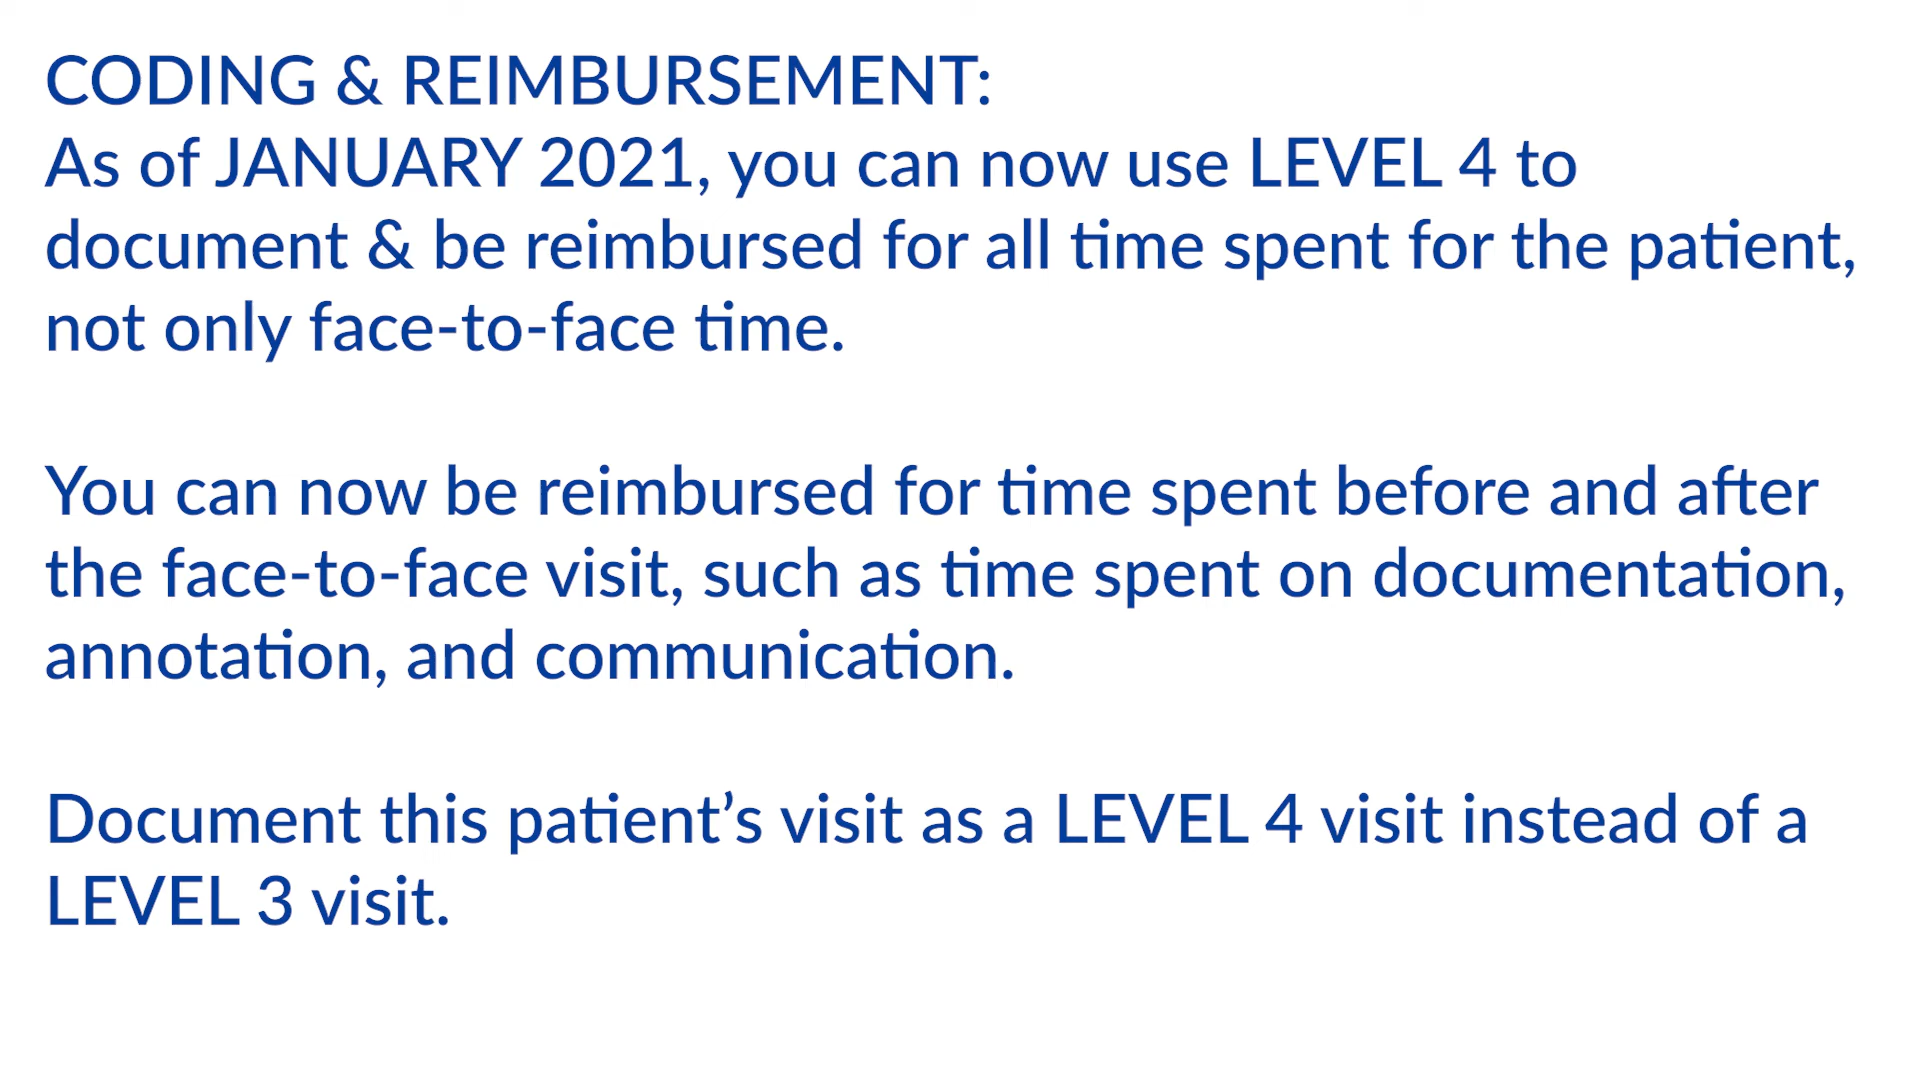 CODING & REIMBURSEMENT:
As of JANUARY 2021, you can now use LEVEL 4 to
document & be reimbursed for all time spent for the patient,
not only face-to-face time.
You can now be reimbursed for time spent before and after
the face-to-face visit, such as time spent on documentation,
annotation, and communication.
Document this patient’s visit as a LEVEL 4 visit instead of a
LEVEL 3 visit.